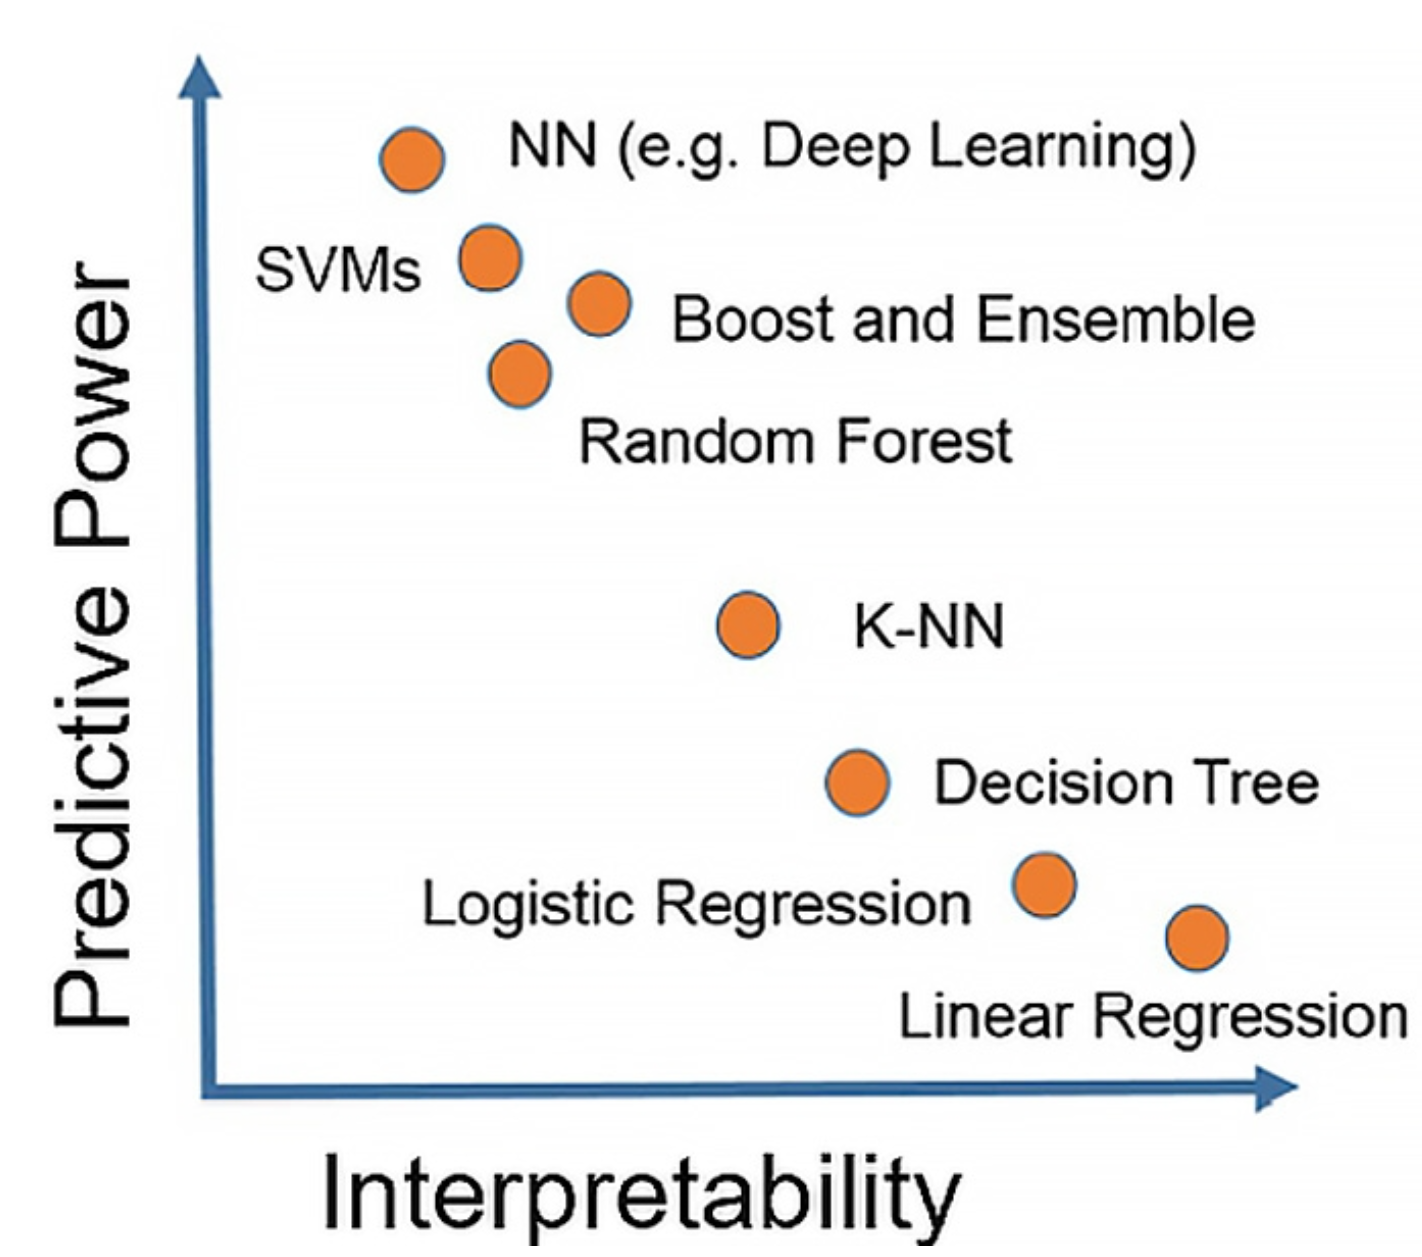 NN (e.g. Deep Learning)
SVMs
Boost and Ensemble
Random Forest
K-NN
Decision Tree
Logistic Regression
Linear Regression
Predictive Power
Interpretability